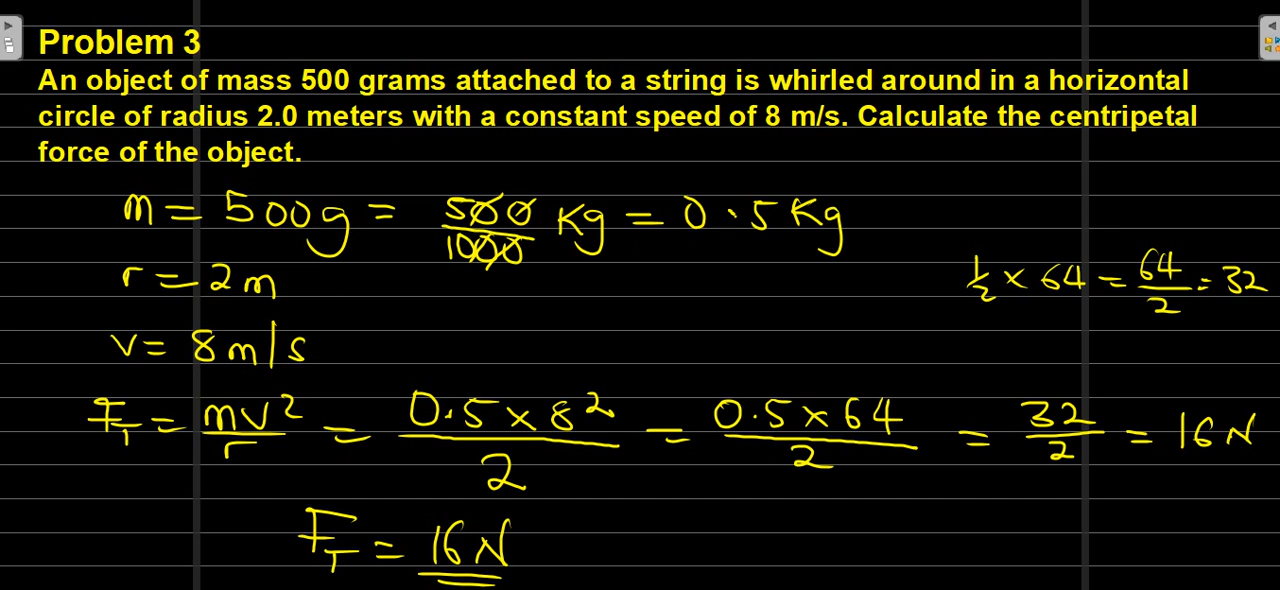 Problem 3
An object of mass 500 grams attached to a string is whirled around in a horizontal
circle of radius 2.0 meters with a constant speed of 8 m/s. Calculate the centripetal
force of the object.
m = 500g = 500/1000 Kg = 0.5 Kg
r = 2m
1/2 × 64 = 64/2 = 32
v = 8m/s
F_T = mv²/r = 0.5 × 8²/2 = 0.5 × 64/2 = 32/2 = 16N
F_T = 16N